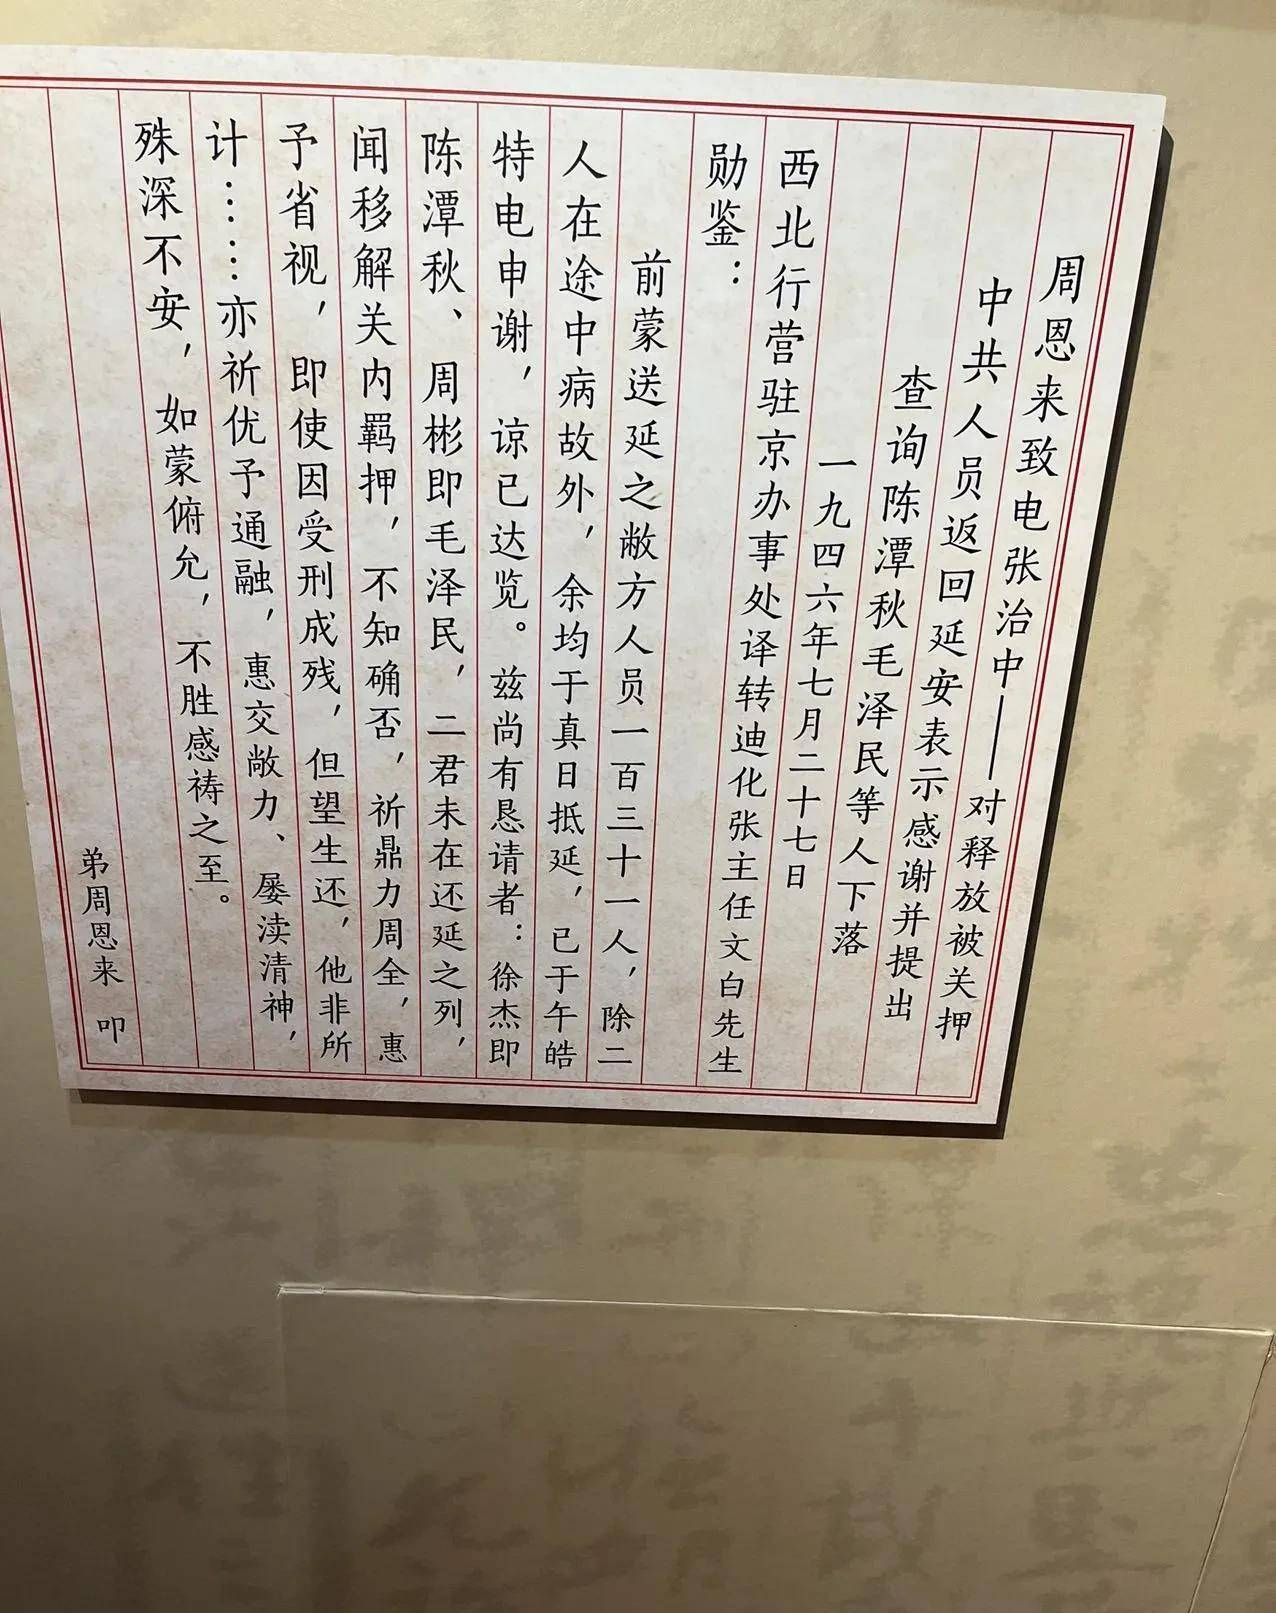 周恩来致电张治中——对释放被关押
中共人员返回延安表示感谢并提出
查询陈潭秋毛泽民等人下落
一九四六年七月二十七日
西北行营驻京办事处译转迪化张主任文白先生
勋鉴：
前蒙送延之敝方人员一百三十一人，除二
人在途中病故外，余均于真日抵延，已于午皓
特电申谢，谅已达览。兹尚有恳请者：徐杰即
陈潭秋、周彬即毛泽民，二君未在还延之列，
闻移解关内羁押，不知确否，祈鼎力周全，惠
予省视，即使因受刑成残，但望生还，他非所
计……亦祈优予通融，惠交敞力、屡渎清神，
殊深不安，如蒙俯允，不胜感祷之至。
弟周恩来 叩